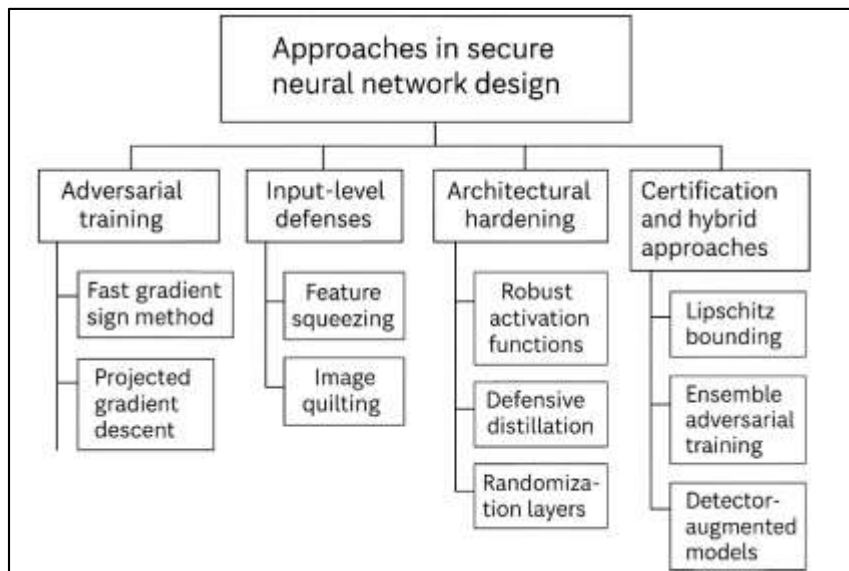 Approaches in secure
neural network design
Adversarial
training
Fast gradient
sign method
Projected
gradient
descent
Input-level
defenses
Feature
squeezing
Image
quilting
Architectural
hardening
Robust
activation
functions
Defensive
distillation
Randomiza-
tion layers
Certification
and hybrid
approaches
Lipschitz
bounding
Ensemble
adversarial
training
Detector-
augmented
models